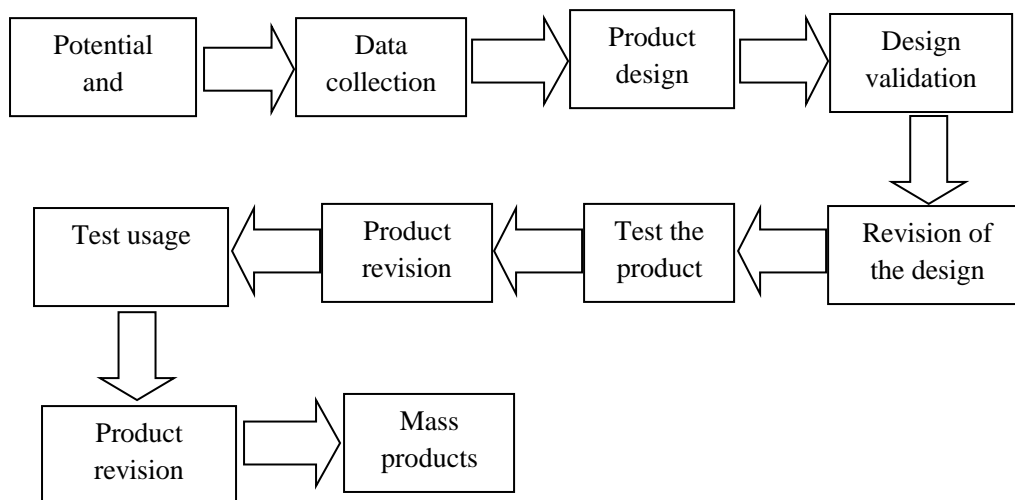 Potential
and
Data
collection
Product
design
Design
validation
Revision of
the design
Test the
product
Product
revision
Test usage
Product
revision
Mass
products